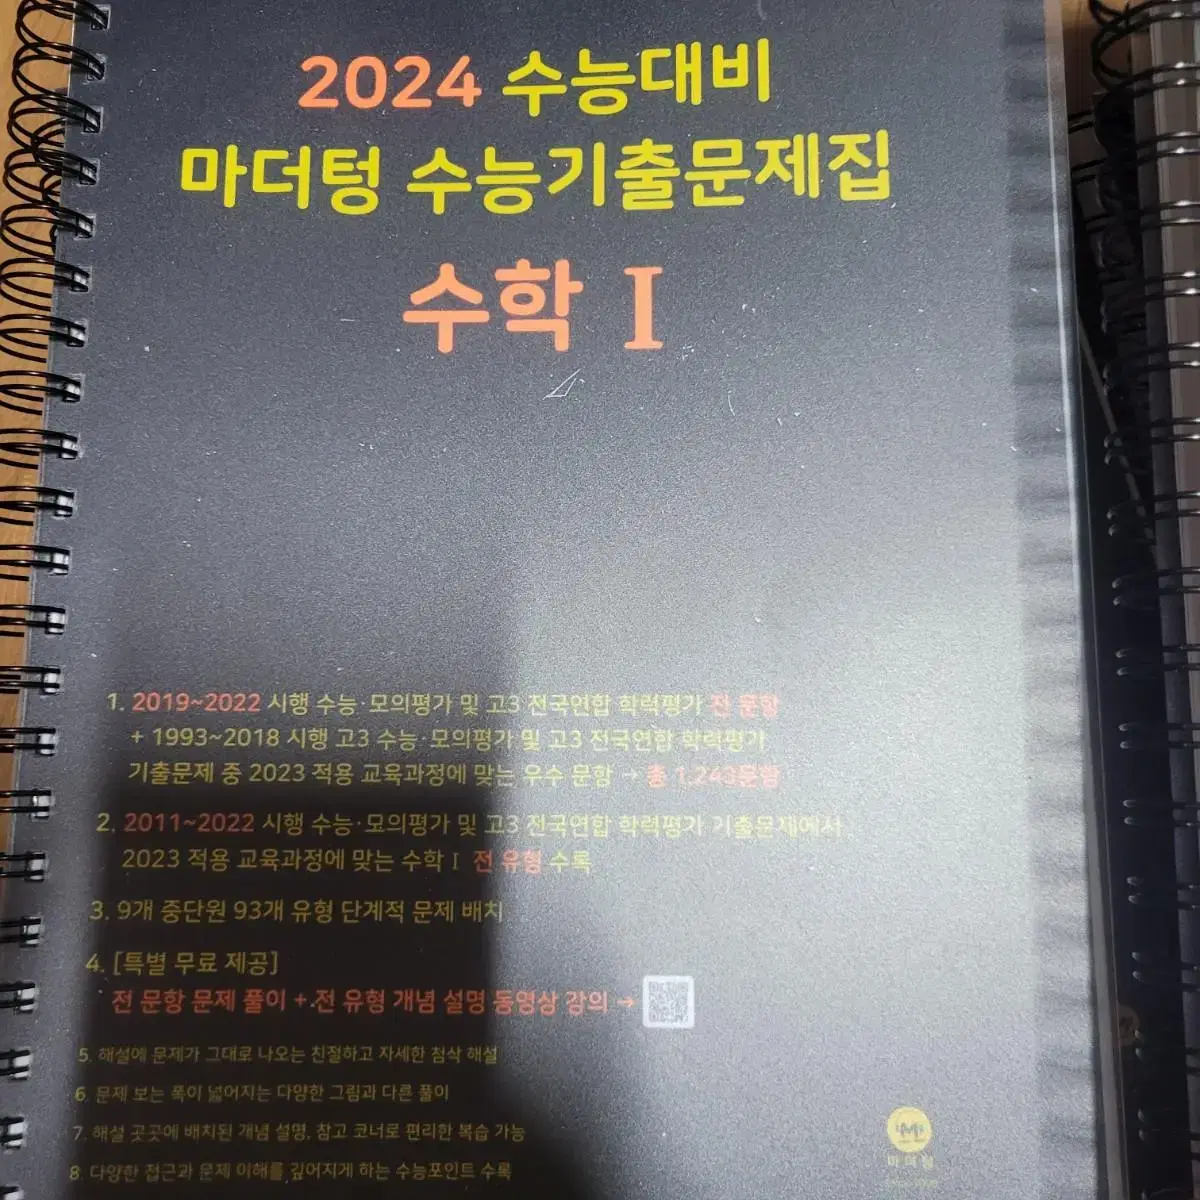 2024 수능대비
마더텅 수능기출문제집
수학 I
1. 2019~2022 시행 수능·모의평가 및 고3 전국연합 학력평가 전 문항
+ 1993~2018 시행 고3 수능·모의평가 및 고3 전국연합 학력평가
기출문제 중 2023 적용 교육과정에 맞는 우수 문항 → 총 1,243문항
2. 2011~2022 시행 수능·모의평가 및 고3 전국연합 학력평가 기출문제에서
2023 적용 교육과정에 맞는 수학 I 전 유형 수록
3. 9개 중단원 93개 유형 단계적 문제 배치
4. [특별 무료 제공]
전 문항 문제 풀이 + 전 유형 개념 설명 동영상 강의 →
5. 해설에 문제가 그대로 나오는 친절하고 자세한 첨삭 해설
6. 문제 보는 폭이 넓어지는 다양한 그림과 다른 풀이
7. 해설 곳곳에 배치된 개념 설명, 참고 코너로 편리한 복습 가능
8. 다양한 접근과 문제 이해를 깊어지게 하는 수능포인트 수록
마더텅